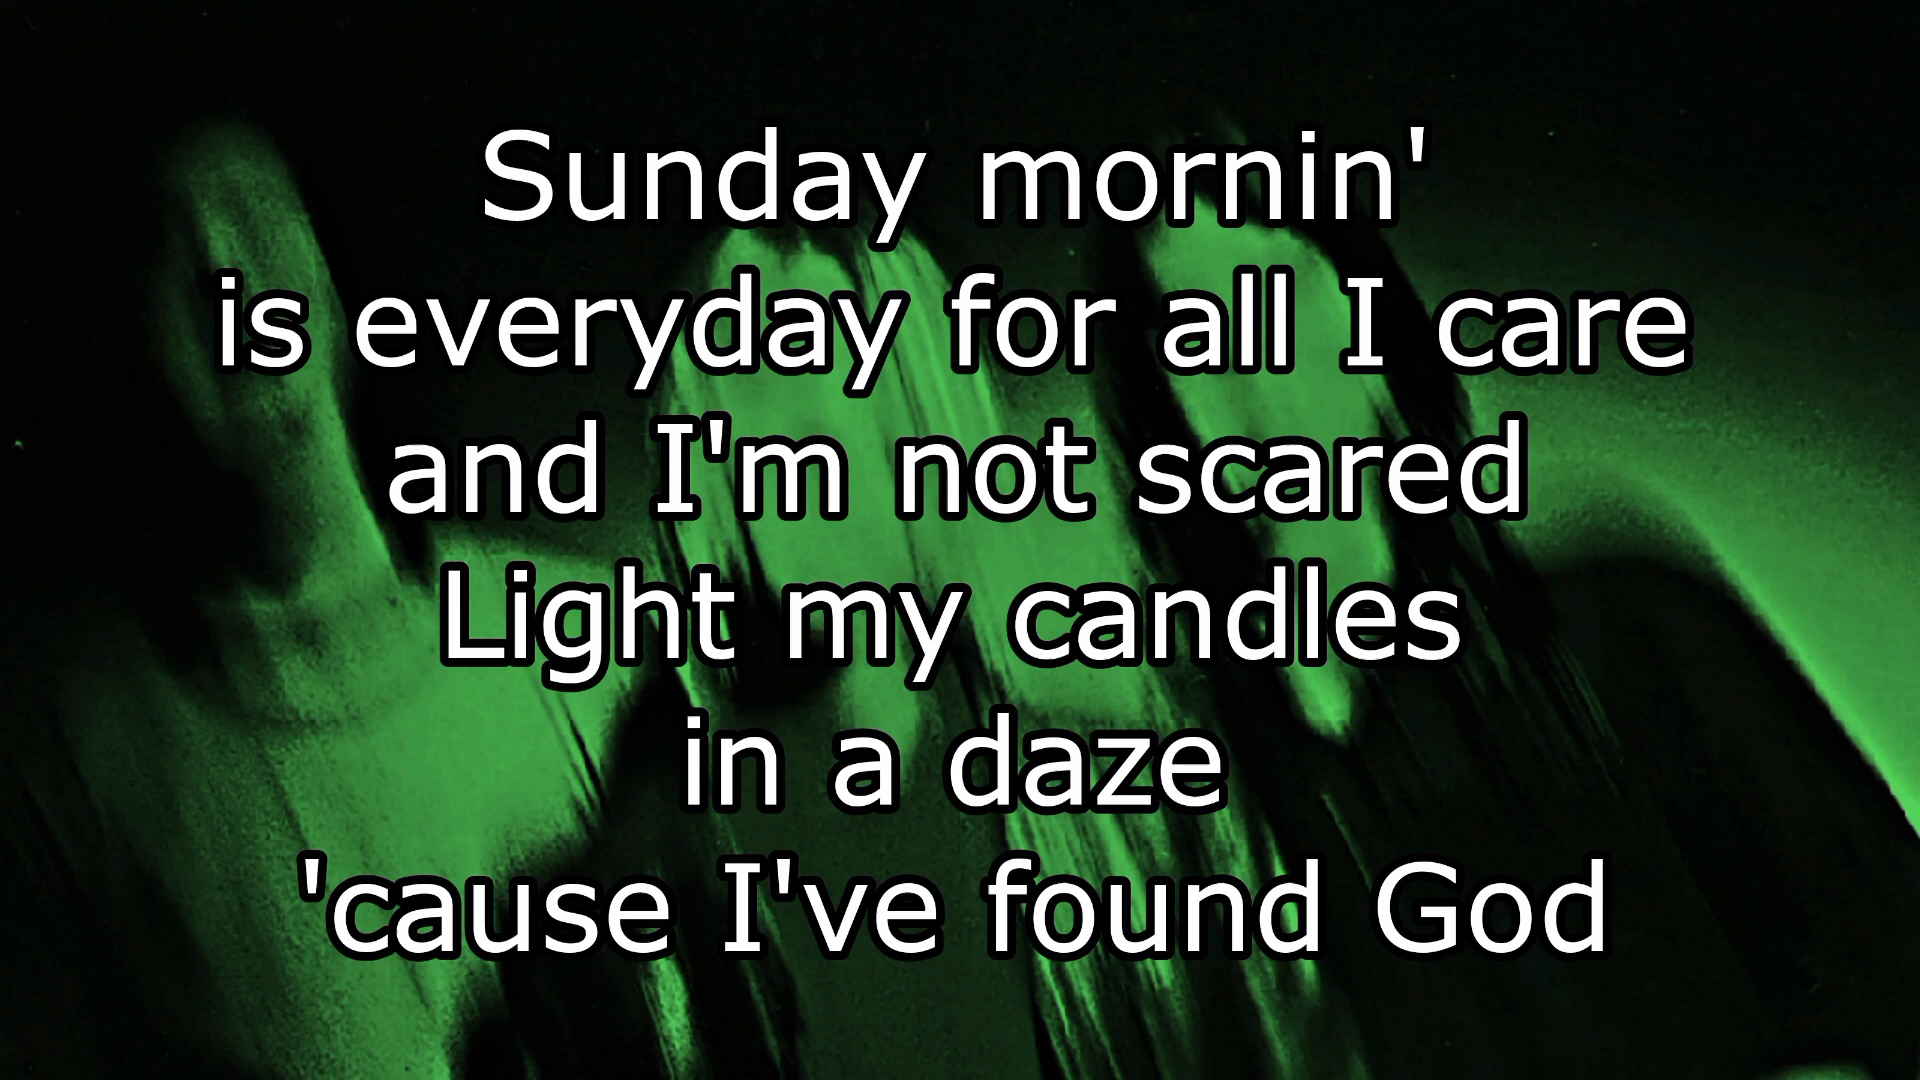 Sunday mornin'
is everyday for all I care
and I'm not scared
Light my candles
in a daze
'cause I've found God